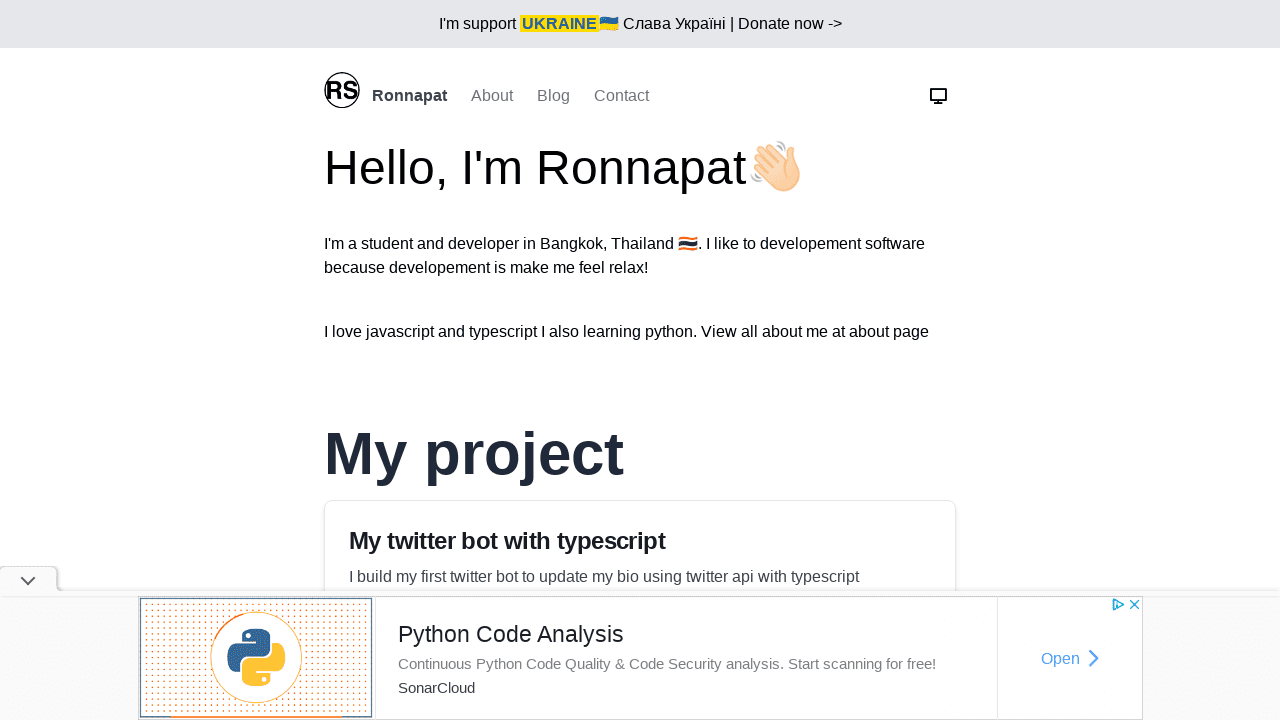 I'm support UKRAINE🇺🇦 Слава Україні | Donate now ->
RS Ronnapat About Blog Contact
Hello, I'm Ronnapat👋🏻
I'm a student and developer in Bangkok, Thailand 🇹🇭. I like to developement software
because developement is make me feel relax!
I love javascript and typescript I also learning python. View all about me at about page
My project
My twitter bot with typescript
I build my first twitter bot to update my bio using twitter api with typescript
Python Code Analysis
Continuous Python Code Quality & Code Security analysis. Start scanning for free!
SonarCloud
Open